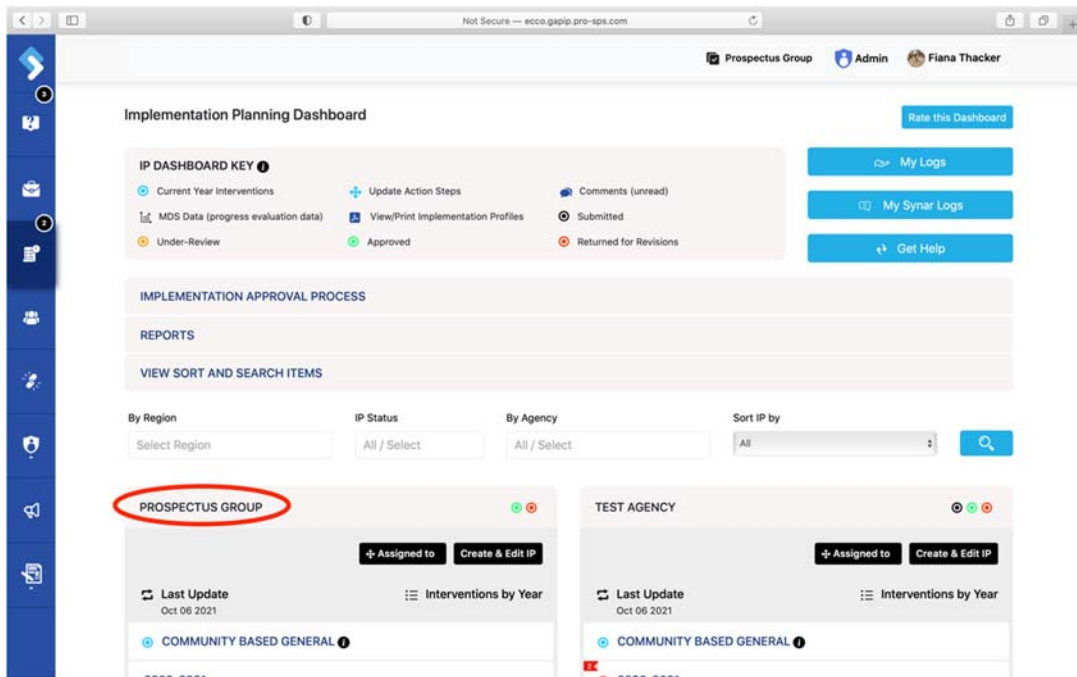 Not Secure — ecco.gapip.pro-sps.com
Prospectus Group
Admin
Fiana Thacker
3
Implementation Planning Dashboard
Rate this Dashboard
IP DASHBOARD KEY
My Logs
Current Year Interventions
Update Action Steps
Comments (unread)
My Synar Logs
MDS Data (progress evaluation data)
View/Print Implementation Profiles
Submitted
2
Under-Review
Approved
Returned for Revisions
Get Help
IMPLEMENTATION APPROVAL PROCESS
REPORTS
VIEW SORT AND SEARCH ITEMS
By Region
IP Status
By Agency
Sort IP by
Select Region
All / Select
All / Select
All
PROSPECTUS GROUP
TEST AGENCY
Assigned to
Create & Edit IP
Assigned to
Create & Edit IP
Last Update
Interventions by Year
Last Update
Interventions by Year
Oct 06 2021
Oct 06 2021
COMMUNITY BASED GENERAL
COMMUNITY BASED GENERAL